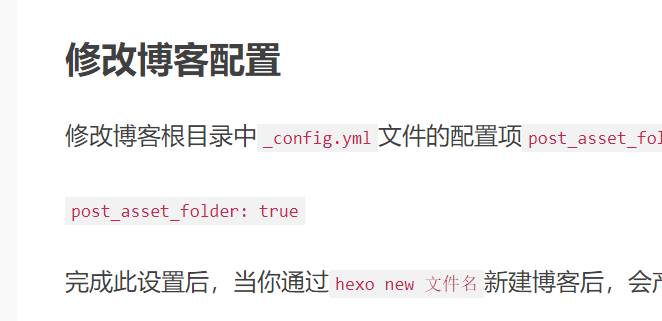 修改博客配置
修改博客根目录中_config.yml文件的配置项post_asset_fol
post_asset_folder: true
完成此设置后，当你通过hexo new 文件名新建博客后，会